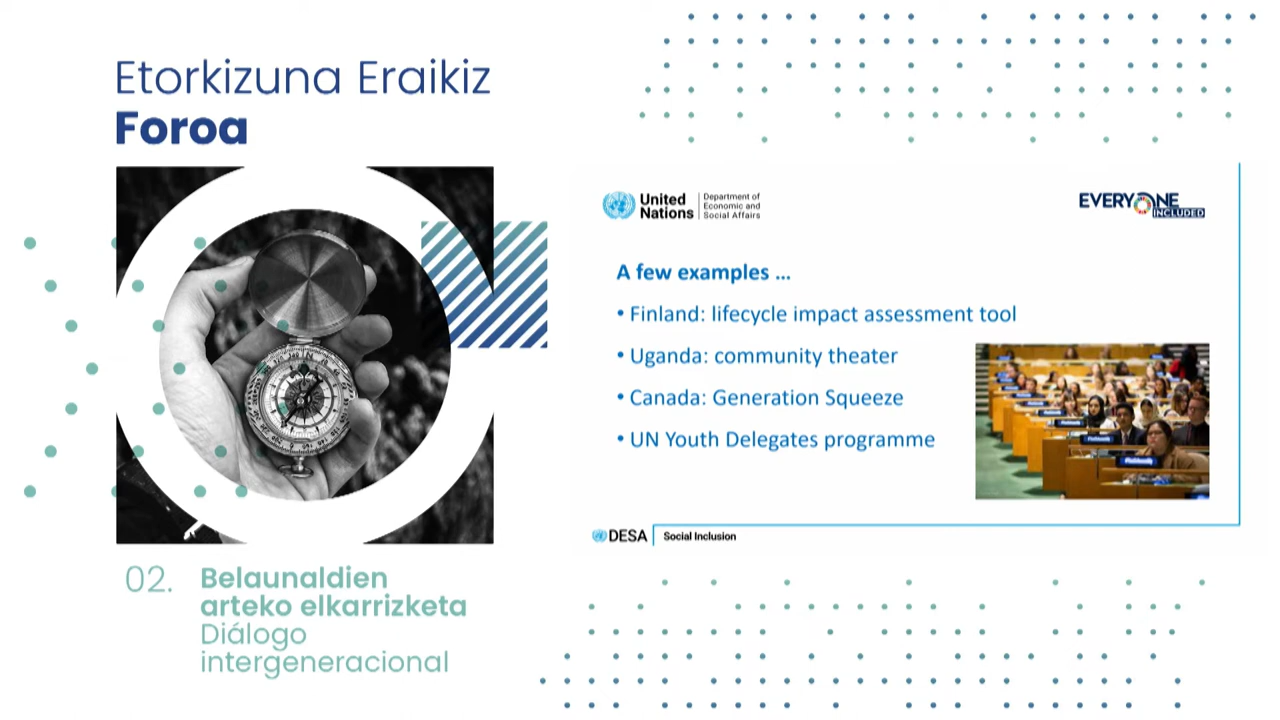 Etorkizuna Eraikiz
Foroa
United
Nations
Department of
Economic and
Social Affairs
EVERYONE
INCLUDED
A few examples ...
• Finland: lifecycle impact assessment tool
• Uganda: community theater
• Canada: Generation Squeeze
• UN Youth Delegates programme
DESA
Social Inclusion
02.
Belaunaldien
arteko elkarrizketa
Diálogo
intergeneracional